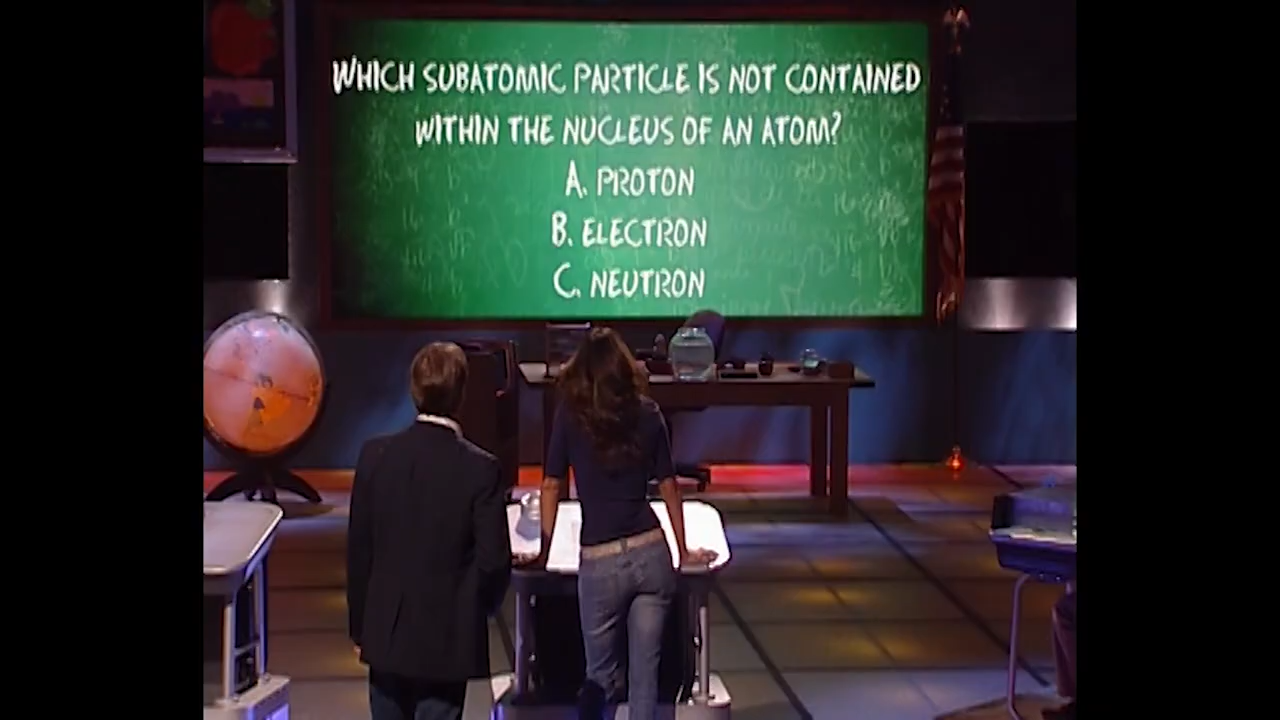 WHICH SUBATOMIC PARTICLE IS NOT CONTAINED
WITHIN THE NUCLEUS OF AN ATOM?
A. PROTON
B. ELECTRON
C. NEUTRON